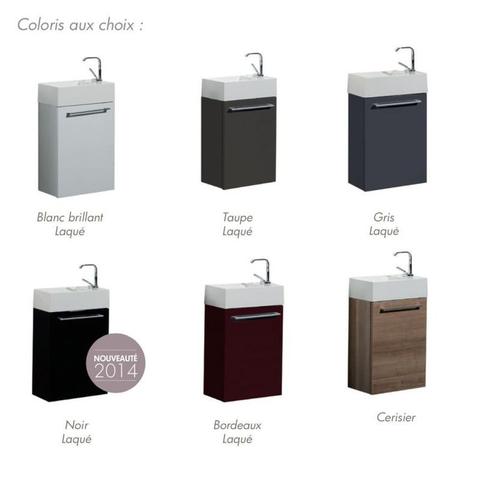 Coloris aux choix :
Blanc brillant
Laqué
Taupe
Laqué
Gris
Laqué
NOUVEAUTÉ
2014
Noir
Laqué
Bordeaux
Laqué
Cerisier